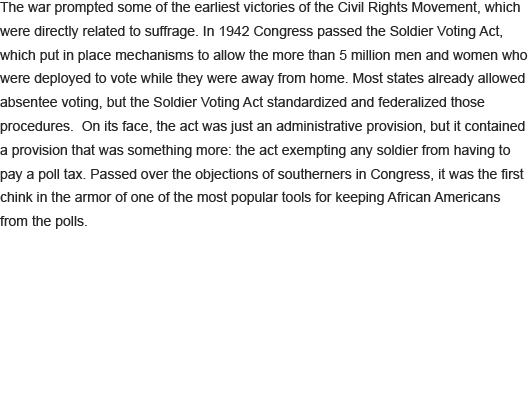 The war prompted some of the earliest victories of the Civil Rights Movement, which
were directly related to suffrage. In 1942 Congress passed the Soldier Voting Act,
which put in place mechanisms to allow the more than 5 million men and women who
were deployed to vote while they were away from home. Most states already allowed
absentee voting, but the Soldier Voting Act standardized and federalized those
procedures.  On its face, the act was just an administrative provision, but it contained
a provision that was something more: the act exempting any soldier from having to
pay a poll tax. Passed over the objections of southerners in Congress, it was the first
chink in the armor of one of the most popular tools for keeping African Americans
from the polls.